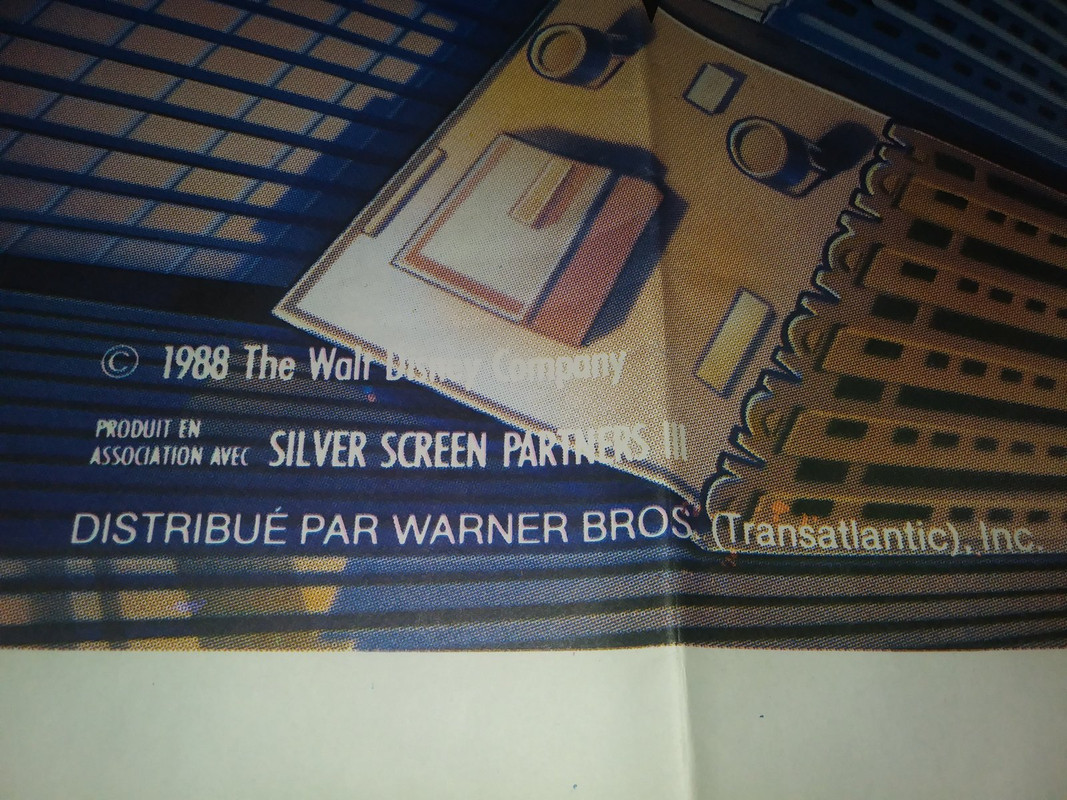 © 1988 The Walt Disney Company
PRODUIT EN
ASSOCIATION AVEC SILVER SCREEN PARTNERS III
DISTRIBUÉ PAR WARNER BROS. (Transatlantic), Inc.